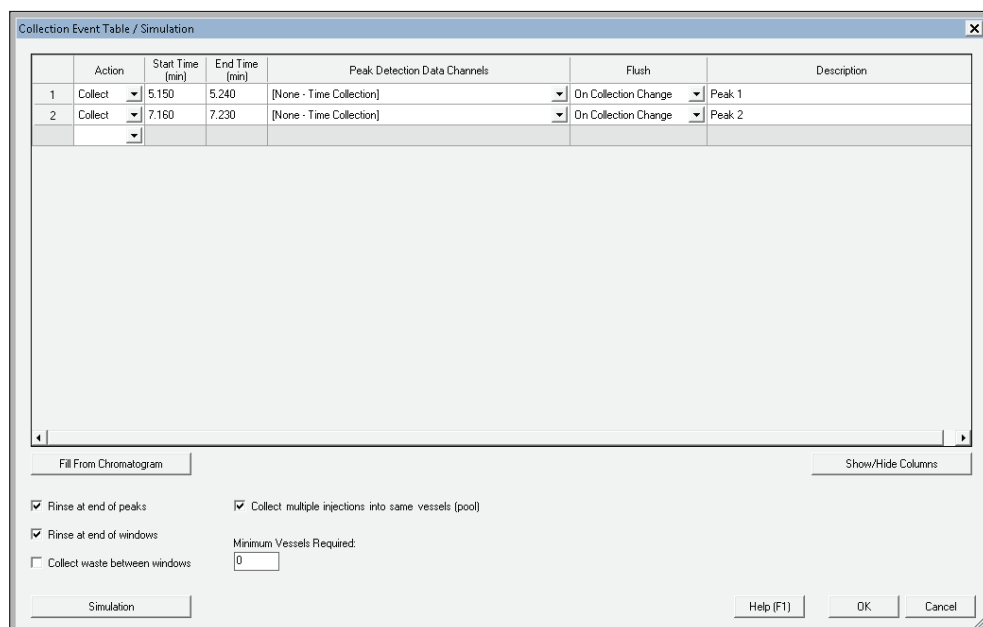 Collection Event Table / Simulation
Action Start Time (min) End Time (min) Peak Detection Data Channels Flush Description
1 Collect 5.150 5.240 [None - Time Collection] On Collection Change Peak 1
2 Collect 7.160 7.230 [None - Time Collection] On Collection Change Peak 2
Fill From Chromatogram Show/Hide Columns
Rinse at end of peaks Collect multiple injections into same vessels (pool)
Rinse at end of windows
Minimum Vessels Required:
Collect waste between windows 0
Simulation Help (F1) OK Cancel